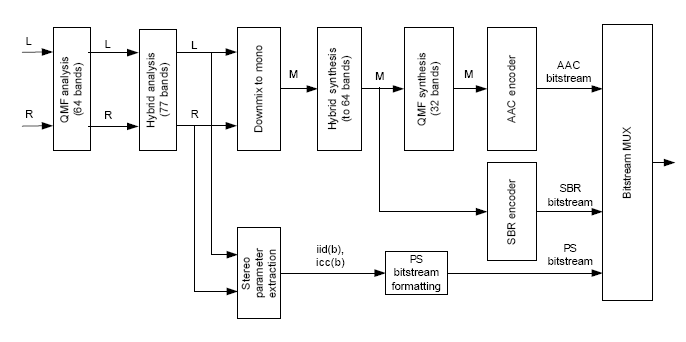 L
L
L
R
R
R
QMF analysis
(64 bands)
Hybrid analysis
(77 bands)
Downmix to mono
M
Hybrid synthesis
(to 64 bands)
M
QMF synthesis
(32 bands)
M
AAC encoder
AAC
bitstream
Bitstream MUX
SBR encoder
SBR
bitstream
Stereo
parameter
extraction
iid(b),
icc(b)
PS
bitstream
formatting
PS
bitstream